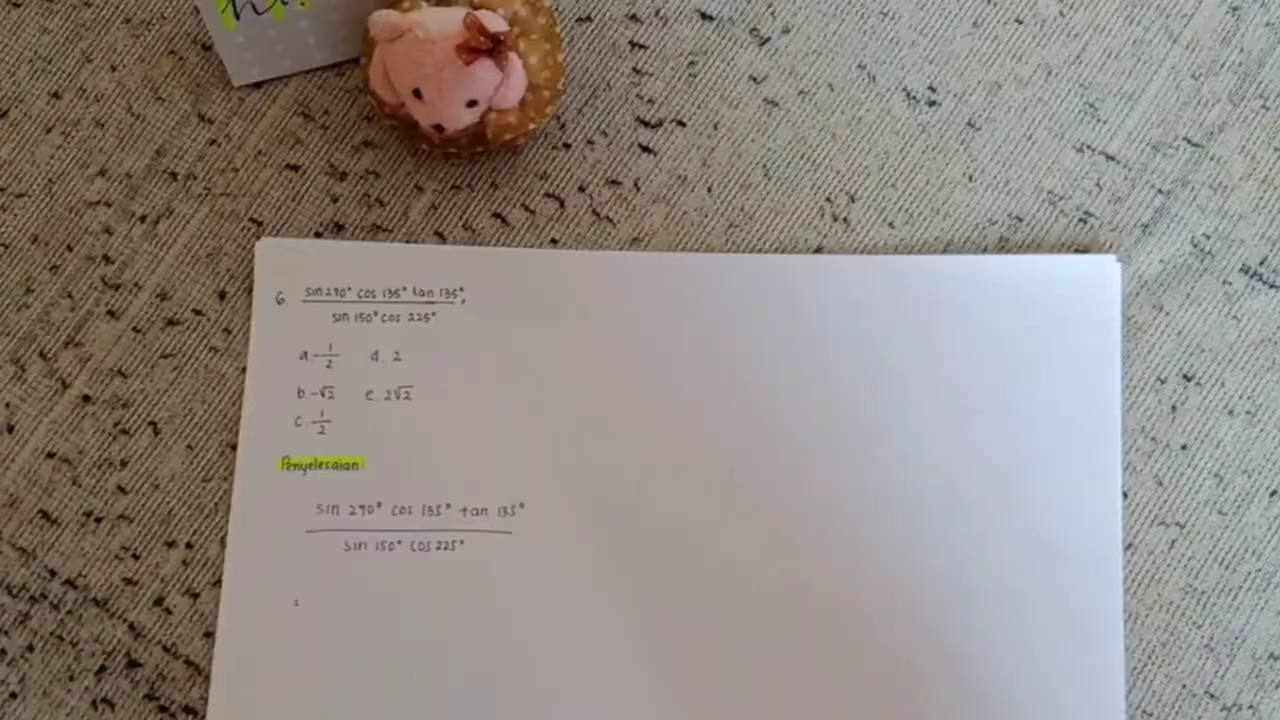 hi!
6. sin 270° cos 135° tan 135°,
sin 150° cos 225°
a. -1/2 d. 2
b. -√2 e. 2√2
c. 1/2
Penyelesaian:
sin 270° cos 135° tan 135°
sin 150° cos 225°
=